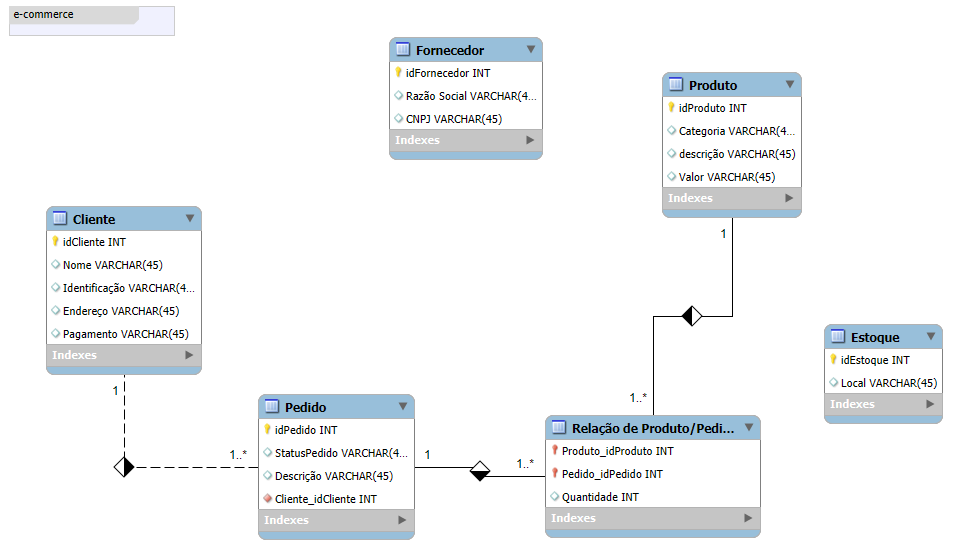 e-commerce
Fornecedor
idFornecedor INT
Razão Social VARCHAR(4...
CNPJ VARCHAR(45)
Indexes
Produto
idProduto INT
Categoria VARCHAR(4...
descrição VARCHAR(45)
Valor VARCHAR(45)
Indexes
1
Cliente
idCliente INT
Nome VARCHAR(45)
Identificação VARCHAR(4...
Endereço VARCHAR(45)
Pagamento VARCHAR(45)
Indexes
1
1..*
Estoque
idEstoque INT
Local VARCHAR(45)
Indexes
Pedido
idPedido INT
StatusPedido VARCHAR(4...
Descrição VARCHAR(45)
Cliente_idCliente INT
Indexes
1..*
1
1..*
Relação de Produto/Pedi...
Produto_idProduto INT
Pedido_idPedido INT
Quantidade INT
Indexes